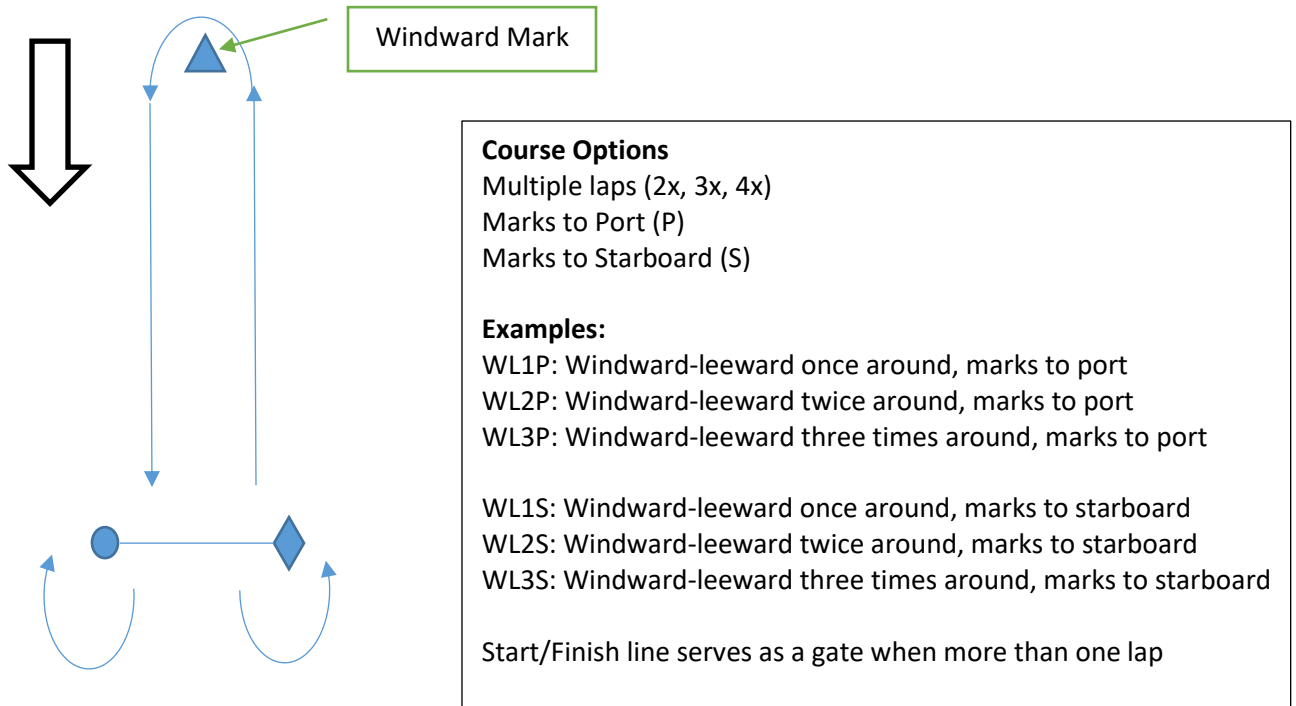 Windward Mark
Course Options
Multiple laps (2x, 3x, 4x)
Marks to Port (P)
Marks to Starboard (S)
Examples:
WL1P: Windward-leeward once around, marks to port
WL2P: Windward-leeward twice around, marks to port
WL3P: Windward-leeward three times around, marks to port
WL1S: Windward-leeward once around, marks to starboard
WL2S: Windward-leeward twice around, marks to starboard
WL3S: Windward-leeward three times around, marks to starboard
Start/Finish line serves as a gate when more than one lap